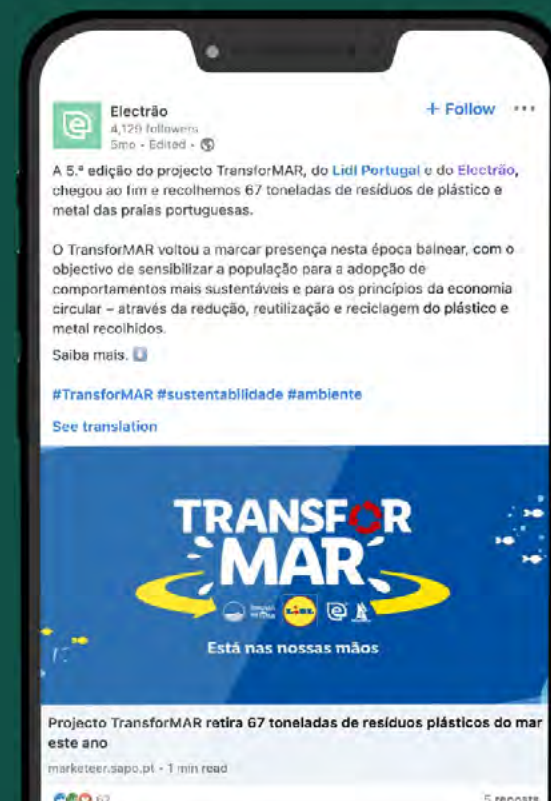 Electrão
+ Follow ...
4,129 followers
5mo • Edited •
A 5.ª edição do projecto TransforMAR, do Lidl Portugal e do Electrão,
chegou ao fim e recolhemos 67 toneladas de resíduos de plástico e
metal das praias portuguesas.
O TransforMAR voltou a marcar presença nesta época balnear, com o
objectivo de sensibilizar a população para a adopção de
comportamentos mais sustentáveis e para os princípios da economia
circular – através da redução, reutilização e reciclagem do plástico e
metal recolhidos.
Saiba mais.
#TransforMAR #sustentabilidade #ambiente
See translation
TRANSFOR
MAR
LIDL
Está nas nossas mãos
Projecto TransforMAR retira 67 toneladas de resíduos plásticos do mar
este ano
marketeer.sapo.pt • 1 min read
62
5 reposts